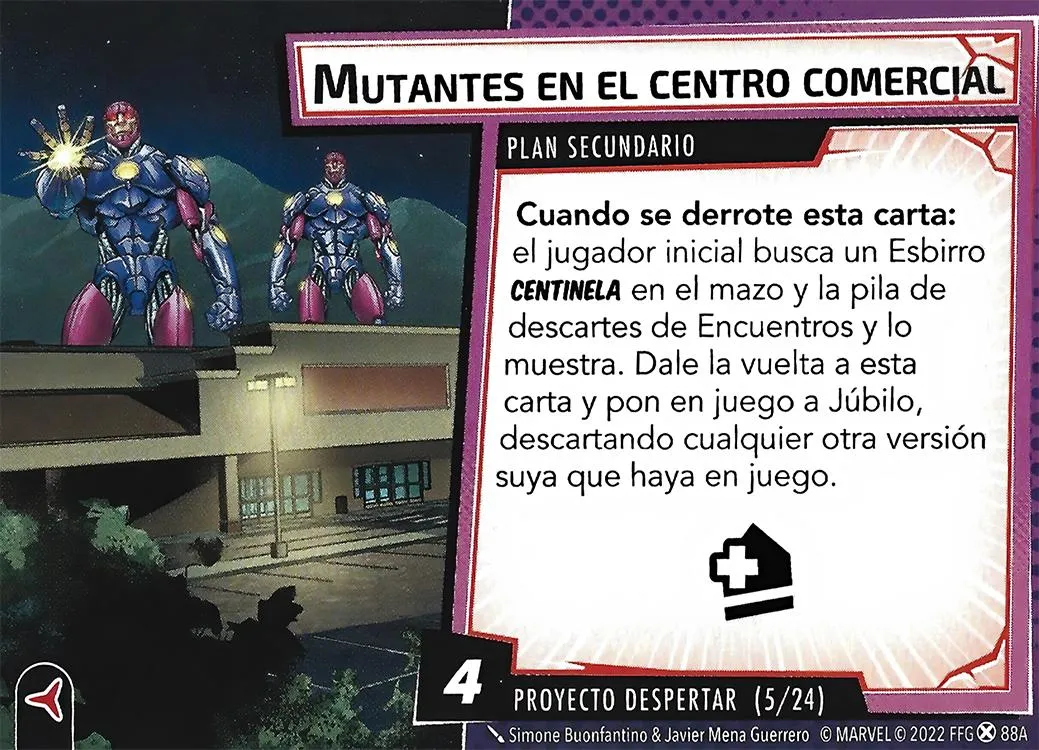 MUTANTES EN EL CENTRO COMERCIAL
PLAN SECUNDARIO
Cuando se derrote esta carta:
el jugador inicial busca un Esbirro
CENTINELA en el mazo y la pila de
descartes de Encuentros y lo
muestra. Dale la vuelta a esta
carta y pon en juego a Júbilo,
descartando cualquier otra versión
suya que haya en juego.
4
PROYECTO DESPERTAR (5/24)
Simone Buonfantino & Javier Mena Guerrero © MARVEL © 2022 FFG 88A